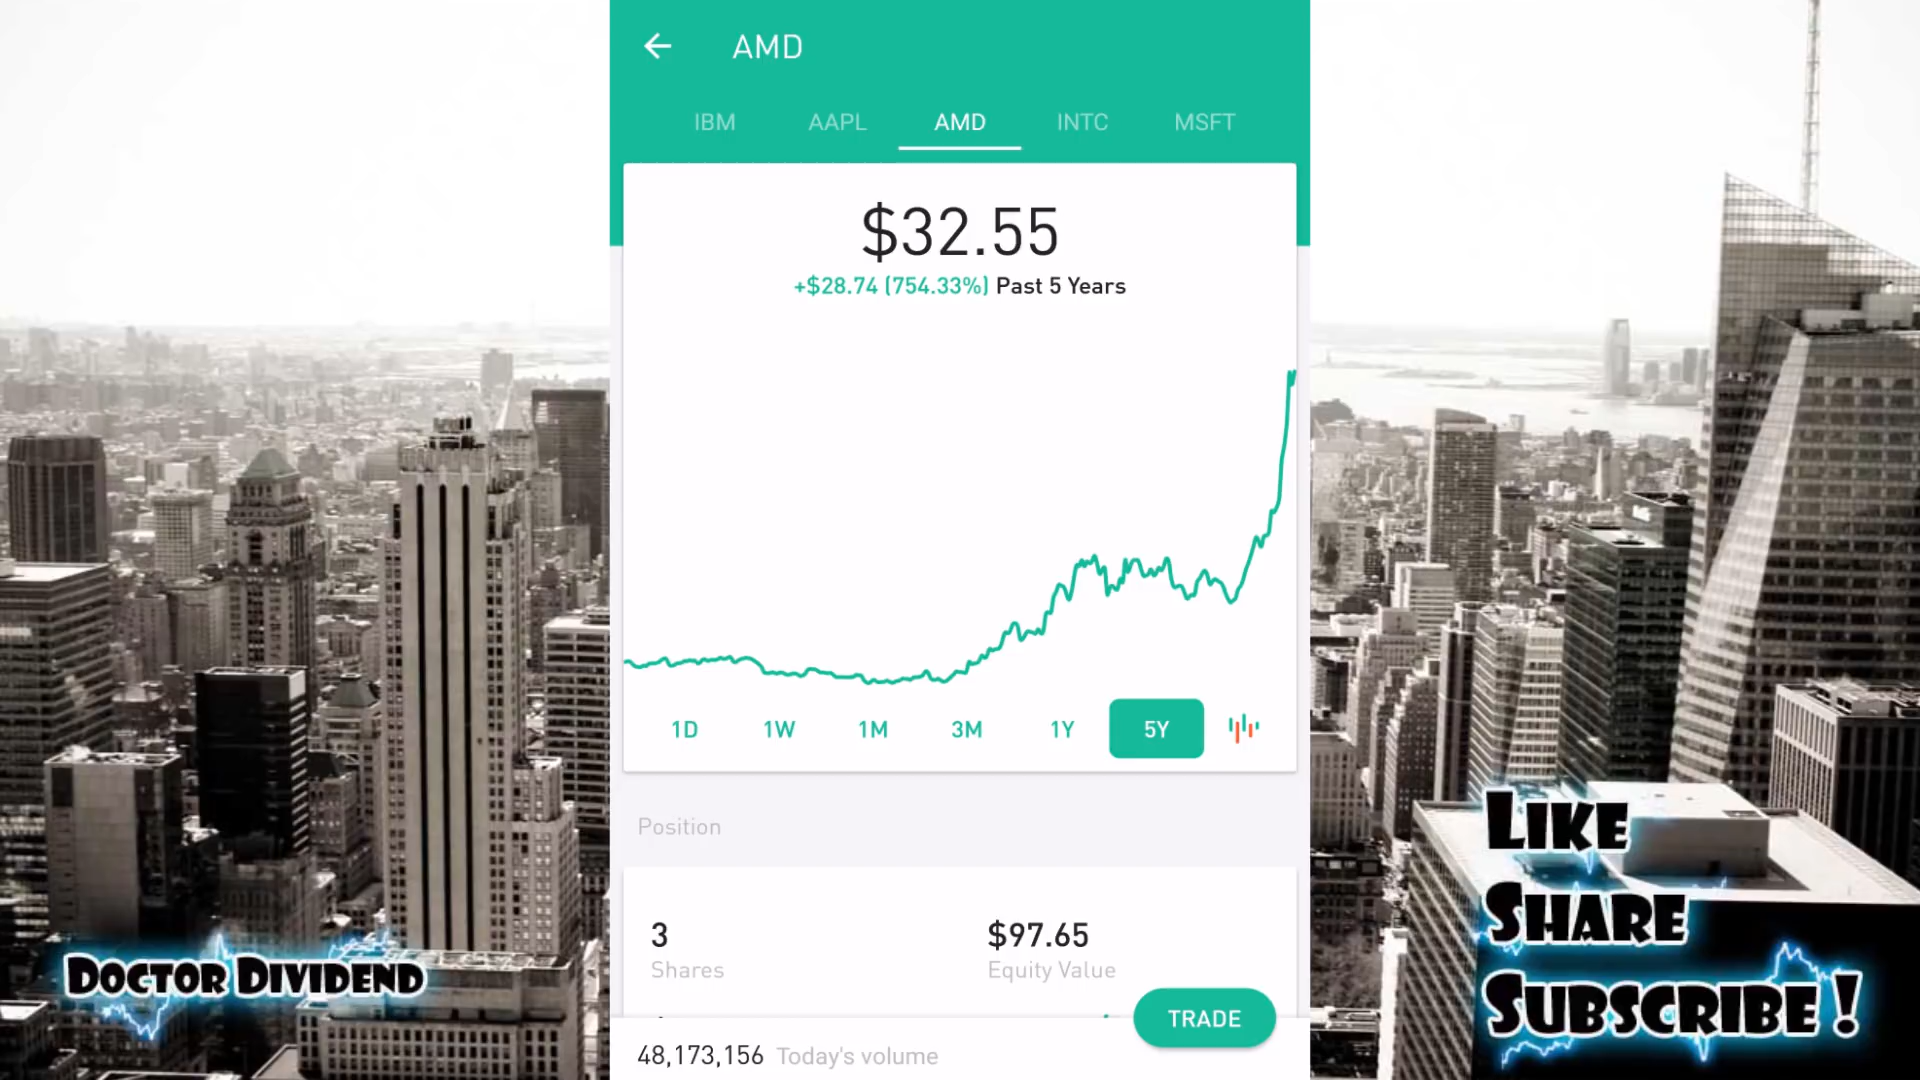 AMD
IBM AAPL AMD INTC MSFT
$32.55
+$28.74 (754.33%) Past 5 Years
1D 1W 1M 3M 1Y 5Y
Position
3 $97.65
Shares Equity Value
TRADE
48,173,156 Today's volume
DOCTOR DIVIDEND
LIKE
SHARE
SUBSCRIBE !